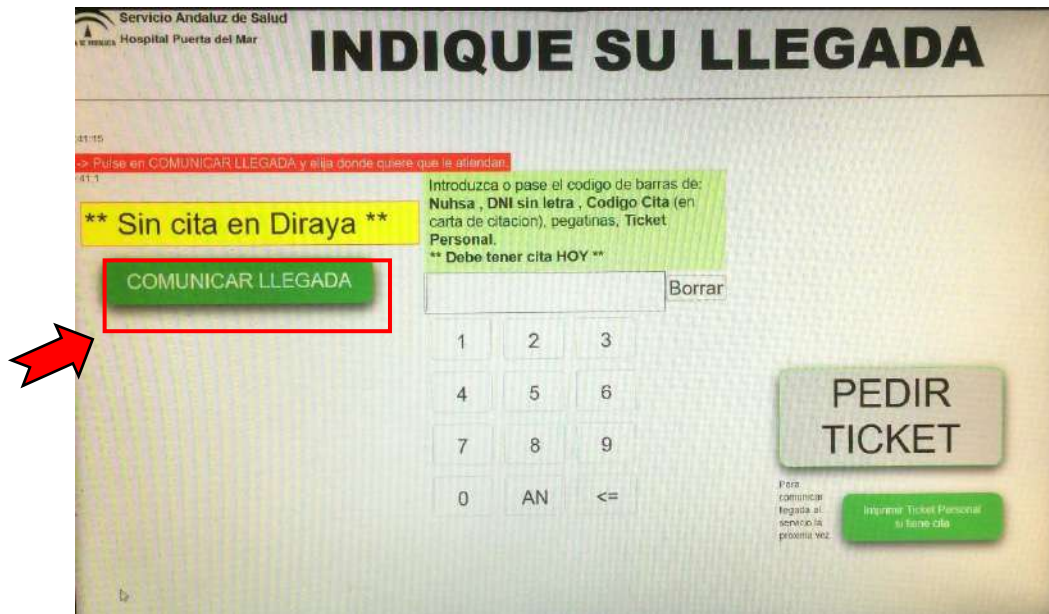 Servicio Andaluz de Salud
Hospital Puerta del Mar
INDIQUE SU LLEGADA
-> Pulse en COMUNICAR LLEGADA y elija donde quiere que le atiendan.
** Sin cita en Diraya **
COMUNICAR LLEGADA
Introduzca o pase el codigo de barras de:
Nuhsa , DNI sin letra , Codigo Cita (en
carta de citacion), pegatinas, Ticket
Personal.
** Debe tener cita HOY **
Borrar
1 2 3
4 5 6
7 8 9
0 AN <=
PEDIR
TICKET
Para
comunicar
llegada al
servicio la
proxima vez
Imprimir Ticket Personal
si tiene cita